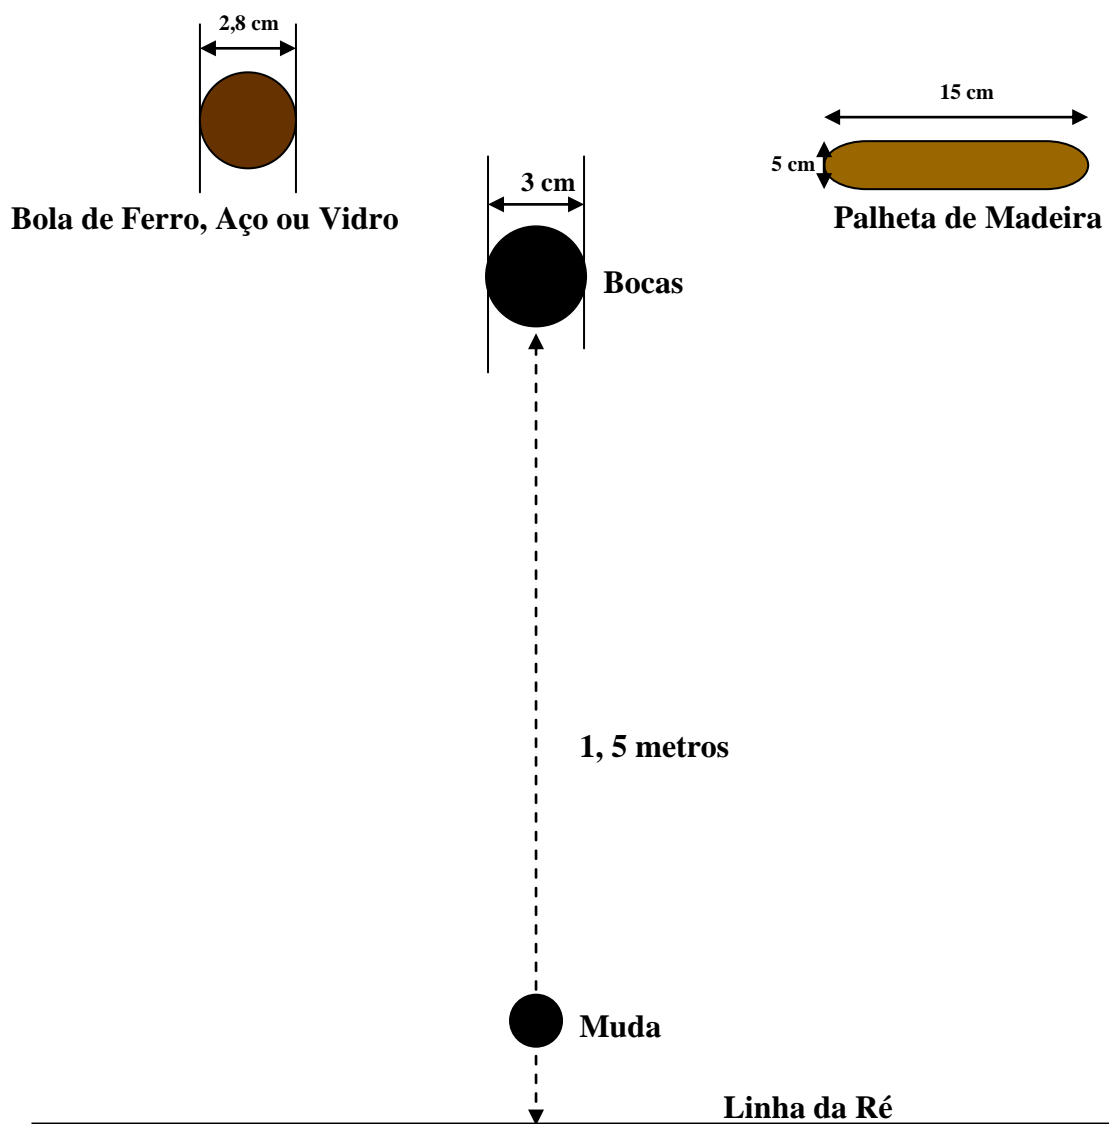 2,8 cm
15 cm
5 cm
3 cm
Bola de Ferro, Aço ou Vidro
Palheta de Madeira
Bocas
1, 5 metros
Muda
Linha da Ré